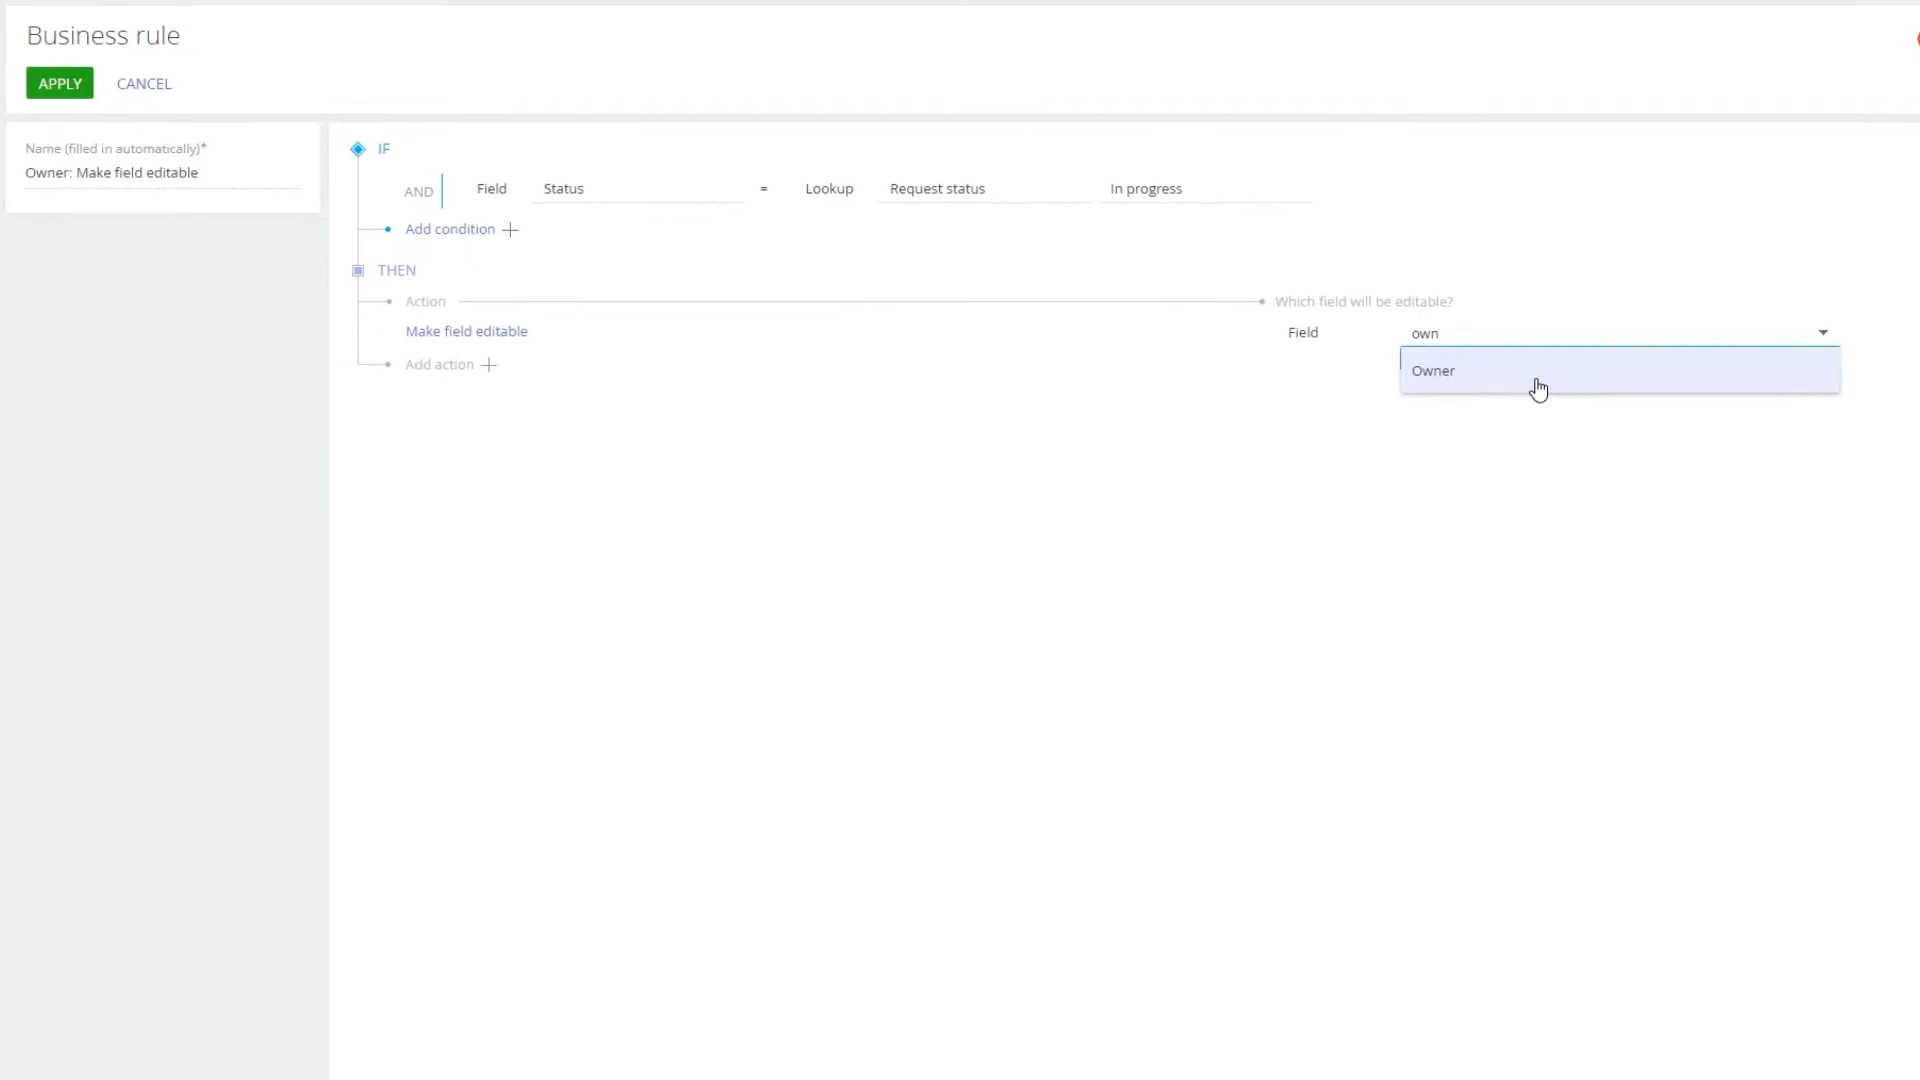 Business rule
APPLY CANCEL
Name (filled in automatically)*
Owner: Make field editable
IF
AND Field Status = Lookup Request status In progress
Add condition
THEN
Action Which field will be editable?
Make field editable Field own
Owner
Add action